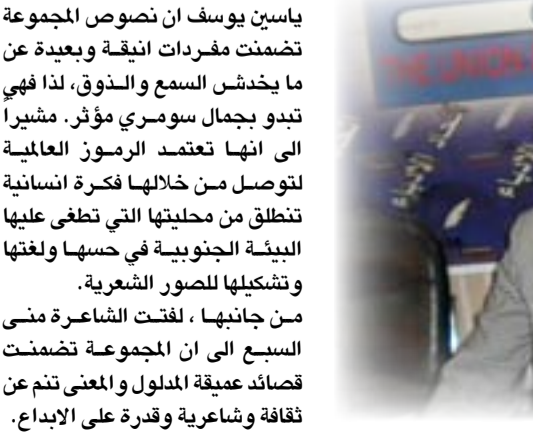 ياسين يوسف ان نصوص المجموعة
تضمنت مفردات انيقة وبعيدة عن
ما يخدش السمع والذوق، لذا فهي
تبدو بجمال سومري مؤثر. مشيراً
الى انها تعتمد الرموز العالمية
لتوصل من خلالها فكرة انسانية
تنطلق من محليتها التي تطغى عليها
البيئة الجنوبية في حسها ولغتها
وتشكيلها للصور الشعرية.
من جانبها ، لفتت الشاعرة منى
السبع الى ان المجموعة تضمنت
قصائد عميقة المدلول والمعنى تنم عن
ثقافة وشاعرية وقدرة على الابداع.
THE UNION